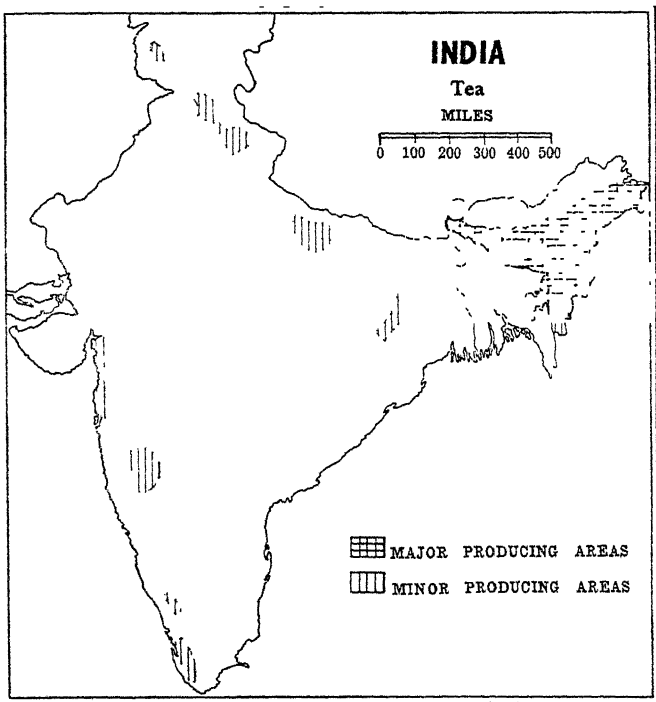 INDIA
Tea
MILES
0 100 200 300 400 500
MAJOR PRODUCING AREAS
MINOR PRODUCING AREAS